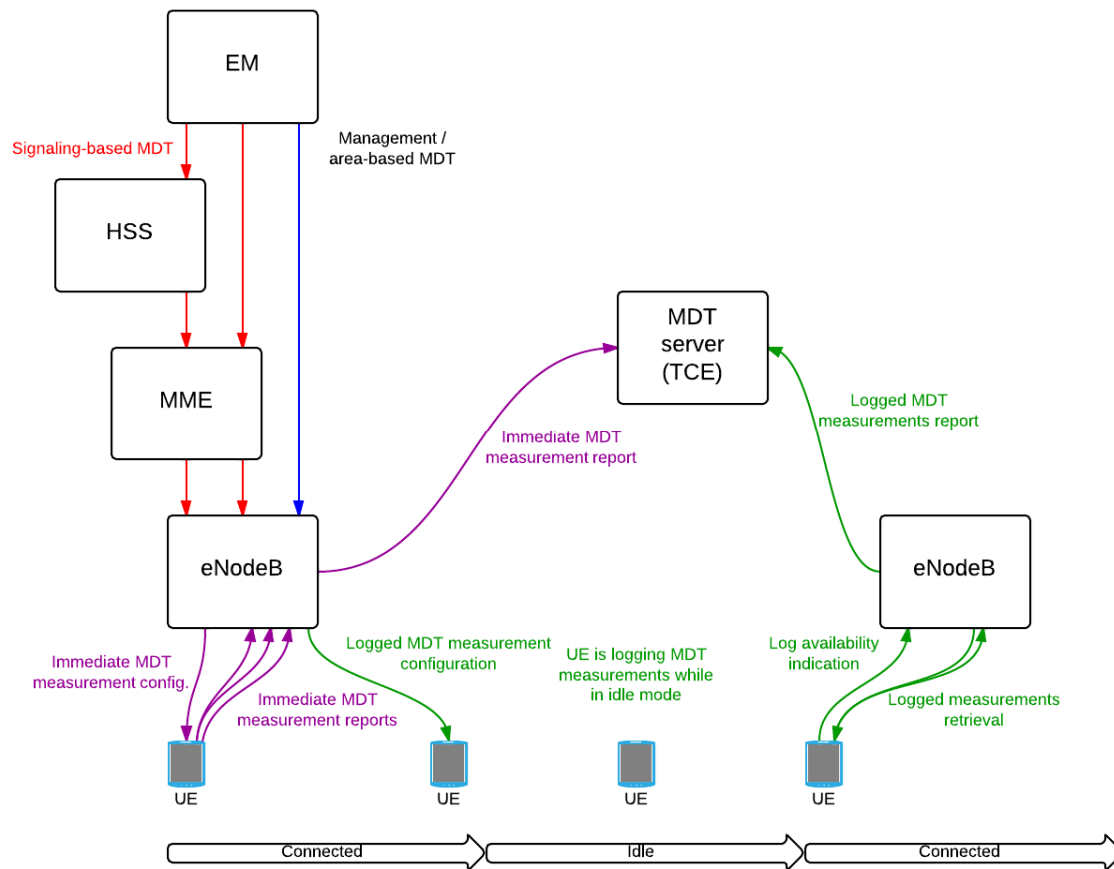 EM
Signaling-based MDT
Management /
area-based MDT
HSS
MME
MDT
server
(TCE)
Immediate MDT
measurement report
Logged MDT
measurements report
eNodeB
eNodeB
Immediate MDT
measurement config.
Immediate MDT
measurement reports
Logged MDT measurement
configuration
UE is logging MDT
measurements while
in idle mode
Log availability
indication
Logged measurements
retrieval
UE
UE
UE
UE
Connected
Idle
Connected